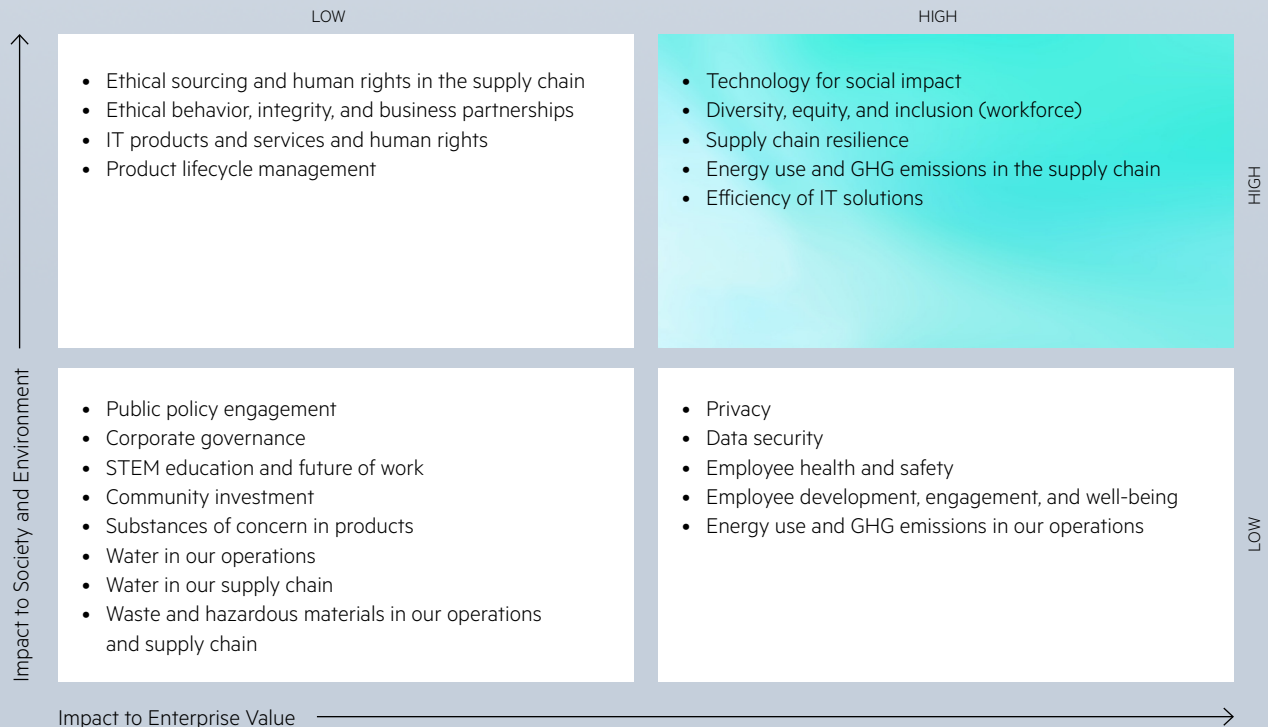 LOW
HIGH
• Ethical sourcing and human rights in the supply chain
• Ethical behavior, integrity, and business partnerships
• IT products and services and human rights
• Product lifecycle management
• Technology for social impact
• Diversity, equity, and inclusion (workforce)
• Supply chain resilience
• Energy use and GHG emissions in the supply chain
• Efficiency of IT solutions
HIGH
• Public policy engagement
• Corporate governance
• STEM education and future of work
• Community investment
• Substances of concern in products
• Water in our operations
• Water in our supply chain
• Waste and hazardous materials in our operations
and supply chain
• Privacy
• Data security
• Employee health and safety
• Employee development, engagement, and well-being
• Energy use and GHG emissions in our operations
LOW
Impact to Society and Environment
Impact to Enterprise Value